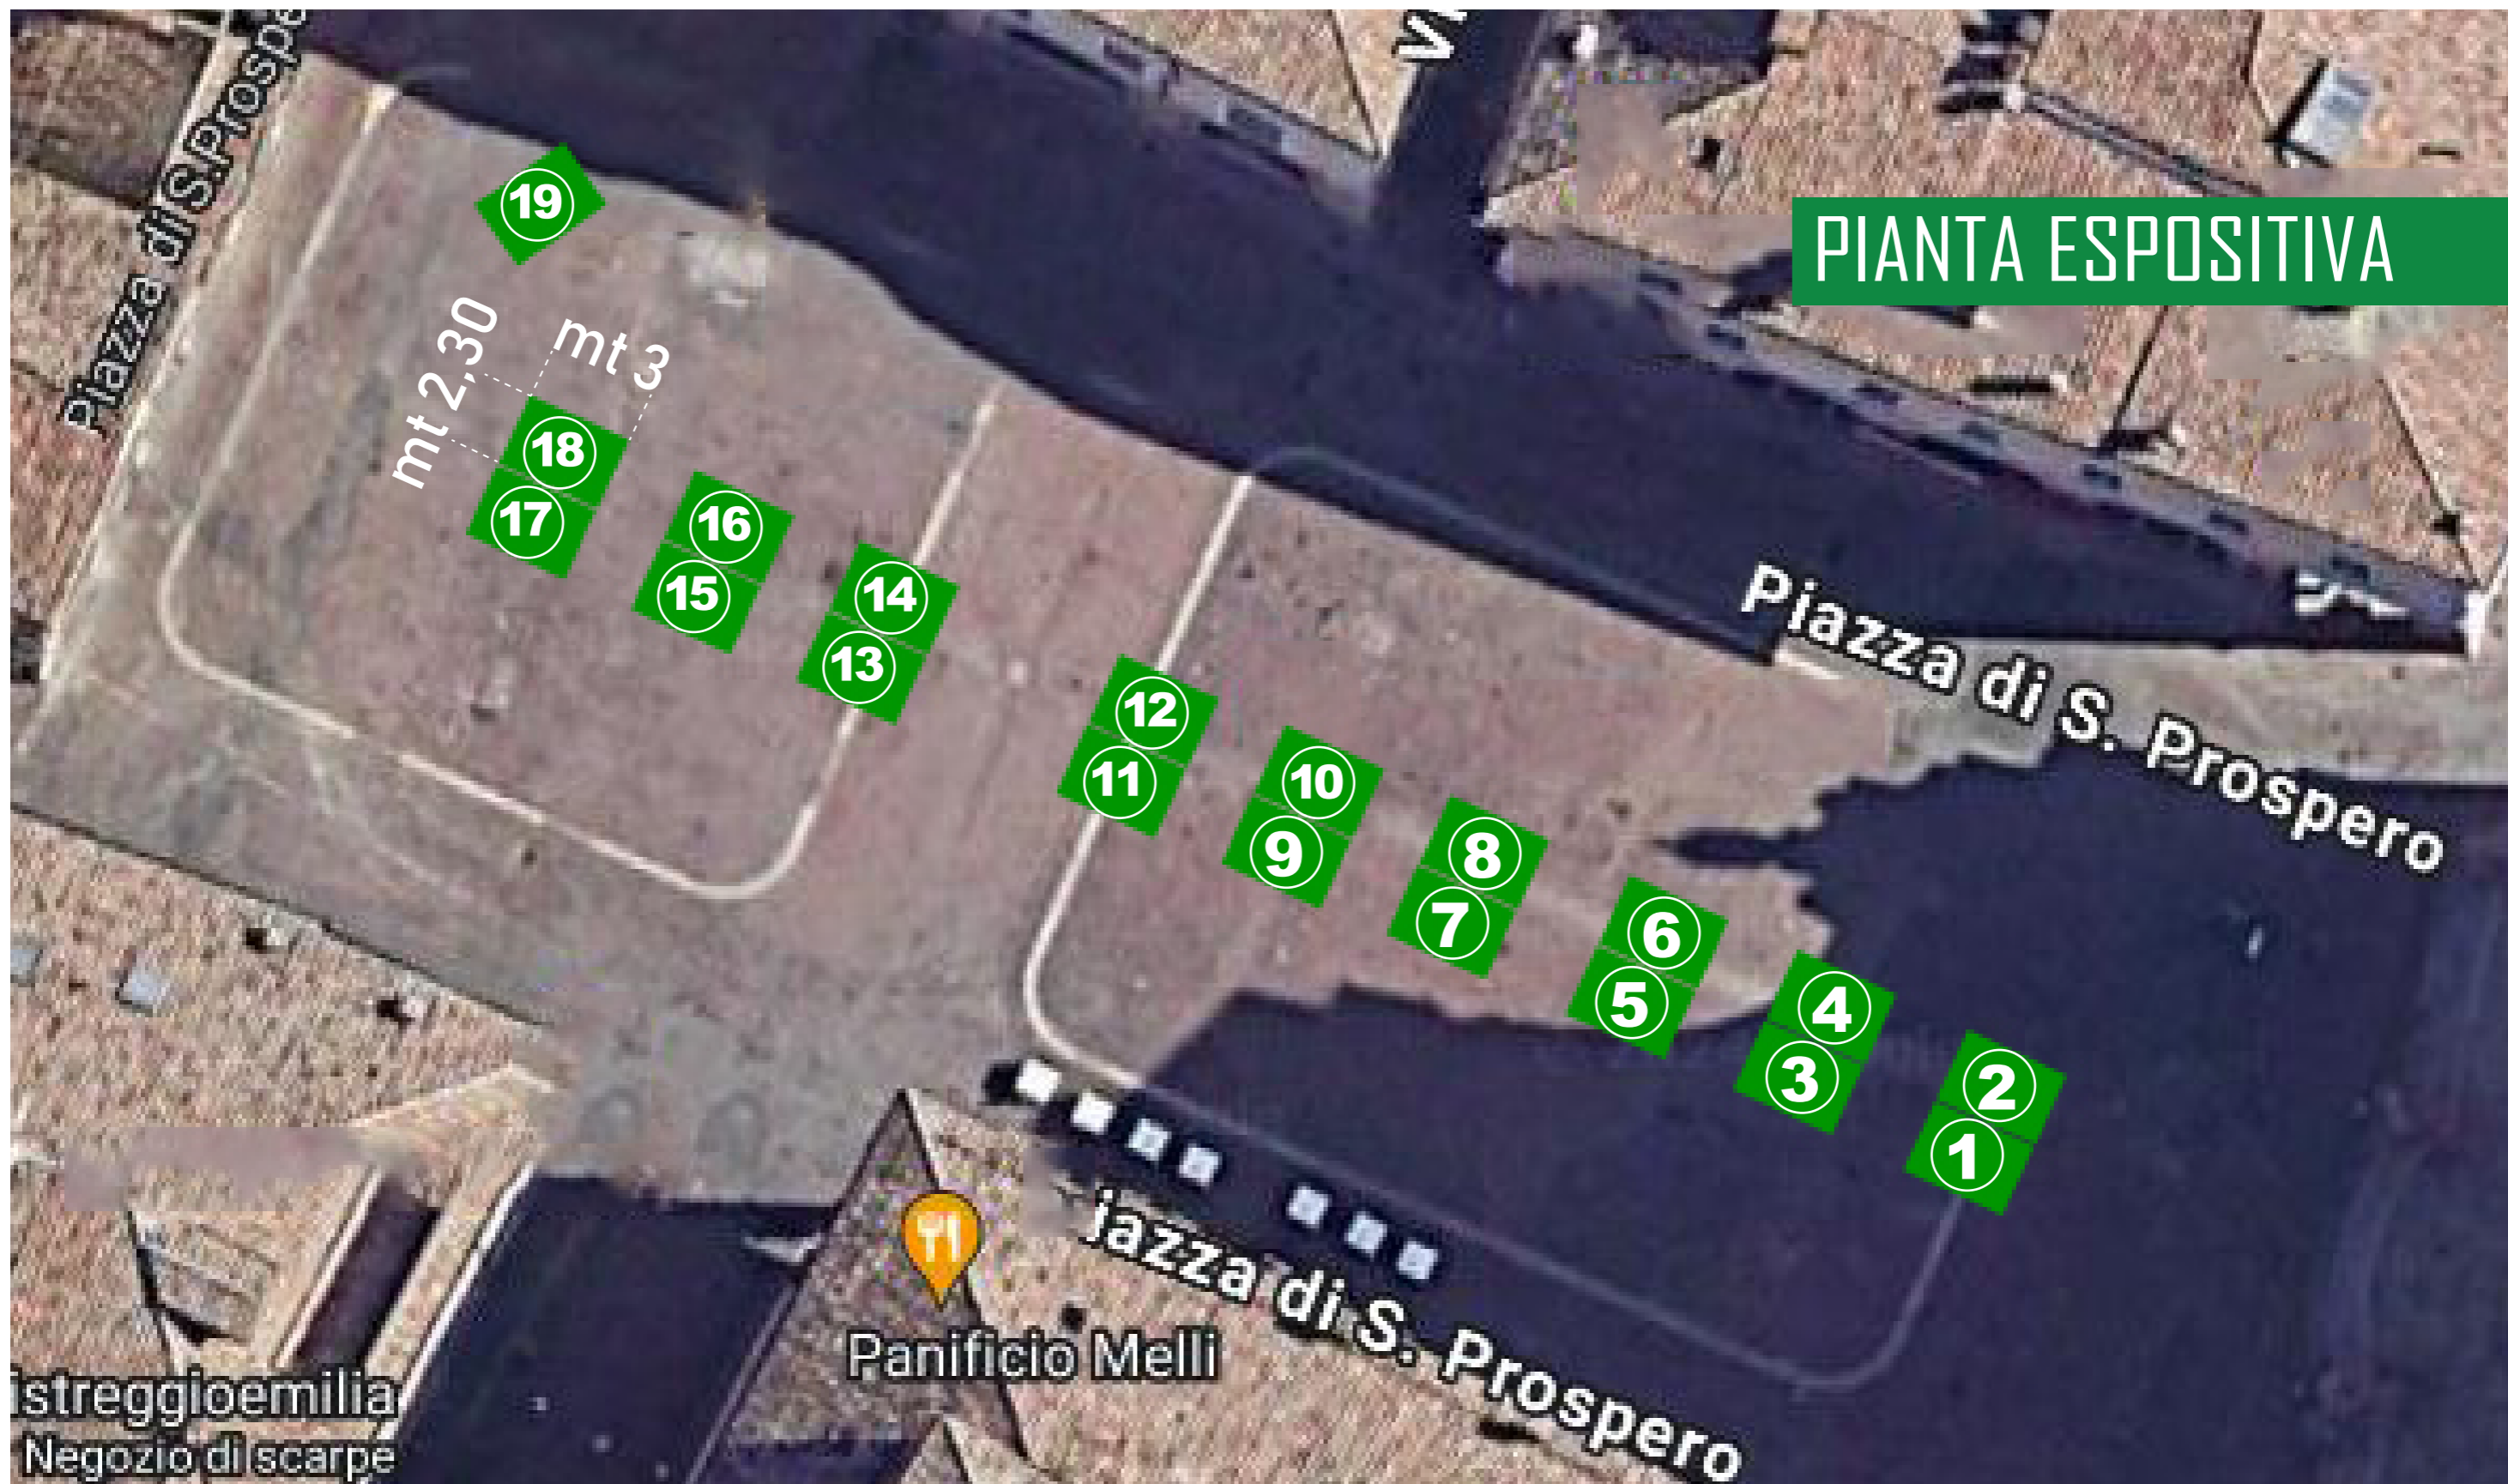 Piazza di S.Prospe
PIANTA ESPOSITIVA
19
mt 3
mt 2,30
18
17
16
15
14
13
12
11
10
9
8
7
6
5
4
3
2
1
Piazza di S. Prospero
iazza di S. Prospero
Panificio Melli
istreggioemilia
Negozio di scarpe